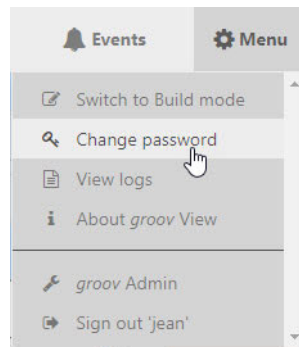 Events Menu
Switch to Build mode
Change password
View logs
About groov View
groov Admin
Sign out 'jean'